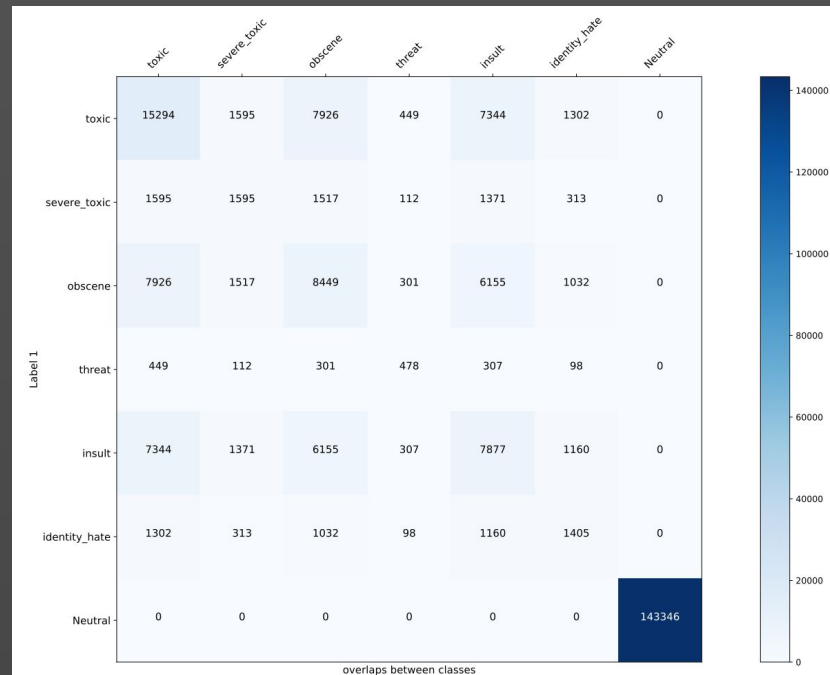 toxic severe_toxic obscene threat insult identity_hate Neutral
toxic 15294 1595 7926 449 7344 1302 0
severe_toxic 1595 1595 1517 112 1371 313 0
obscene 7926 1517 8449 301 6155 1032 0
threat 449 112 301 478 307 98 0
insult 7344 1371 6155 307 7877 1160 0
identity_hate 1302 313 1032 98 1160 1405 0
Neutral 0 0 0 0 0 0 143346
Label 1
overlaps between classes
140000
120000
100000
80000
60000
40000
20000
0